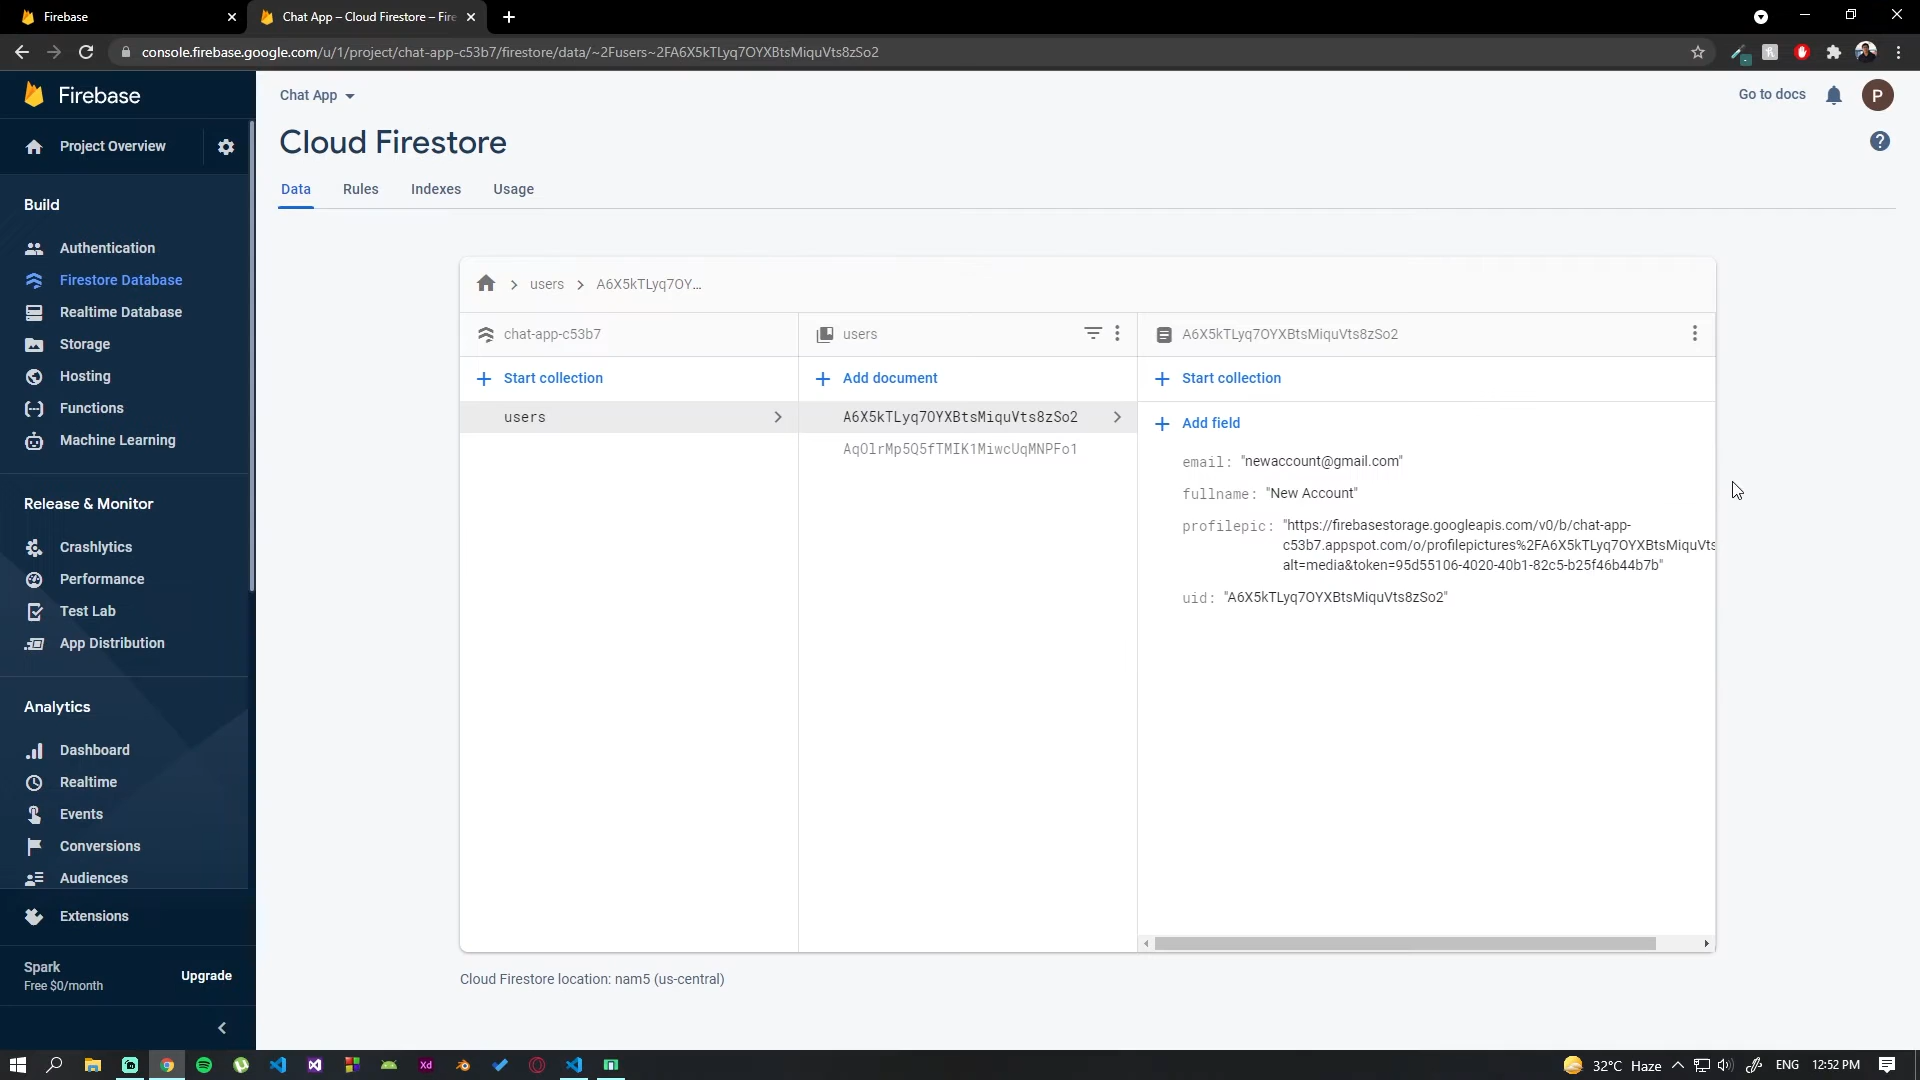 Firebase
Chat App – Cloud Firestore – Fire
console.firebase.google.com/u/1/project/chat-app-c53b7/firestore/data/~2Fusers~2FA6X5kTLyq7OYXBtsMiquVts8zSo2
Firebase
Project Overview
Build
Authentication
Firestore Database
Realtime Database
Storage
Hosting
Functions
Machine Learning
Release & Monitor
Crashlytics
Performance
Test Lab
App Distribution
Analytics
Dashboard
Realtime
Events
Conversions
Audiences
Extensions
Spark
Free $0/month
Upgrade
Chat App
Go to docs
P
Cloud Firestore
Data
Rules
Indexes
Usage
users
A6X5kTLyq7OY...
chat-app-c53b7
Start collection
users
users
Add document
A6X5kTLyq7OYXBtsMiquVts8zSo2
AqOlrMp5Q5fTMIK1MiwcUqMNPFo1
A6X5kTLyq7OYXBtsMiquVts8zSo2
Start collection
Add field
email: "newaccount@gmail.com"
fullname: "New Account"
profilepic: "https://firebasestorage.googleapis.com/v0/b/chat-app-
c53b7.appspot.com/o/profilepictures%2FA6X5kTLyq7OYXBtsMiquVts
alt=media&token=95d55106-4020-40b1-82c5-b25f46b44b7b"
uid: "A6X5kTLyq7OYXBtsMiquVts8zSo2"
Cloud Firestore location: nam5 (us-central)
Xd
32°C Haze
ENG
12:52 PM